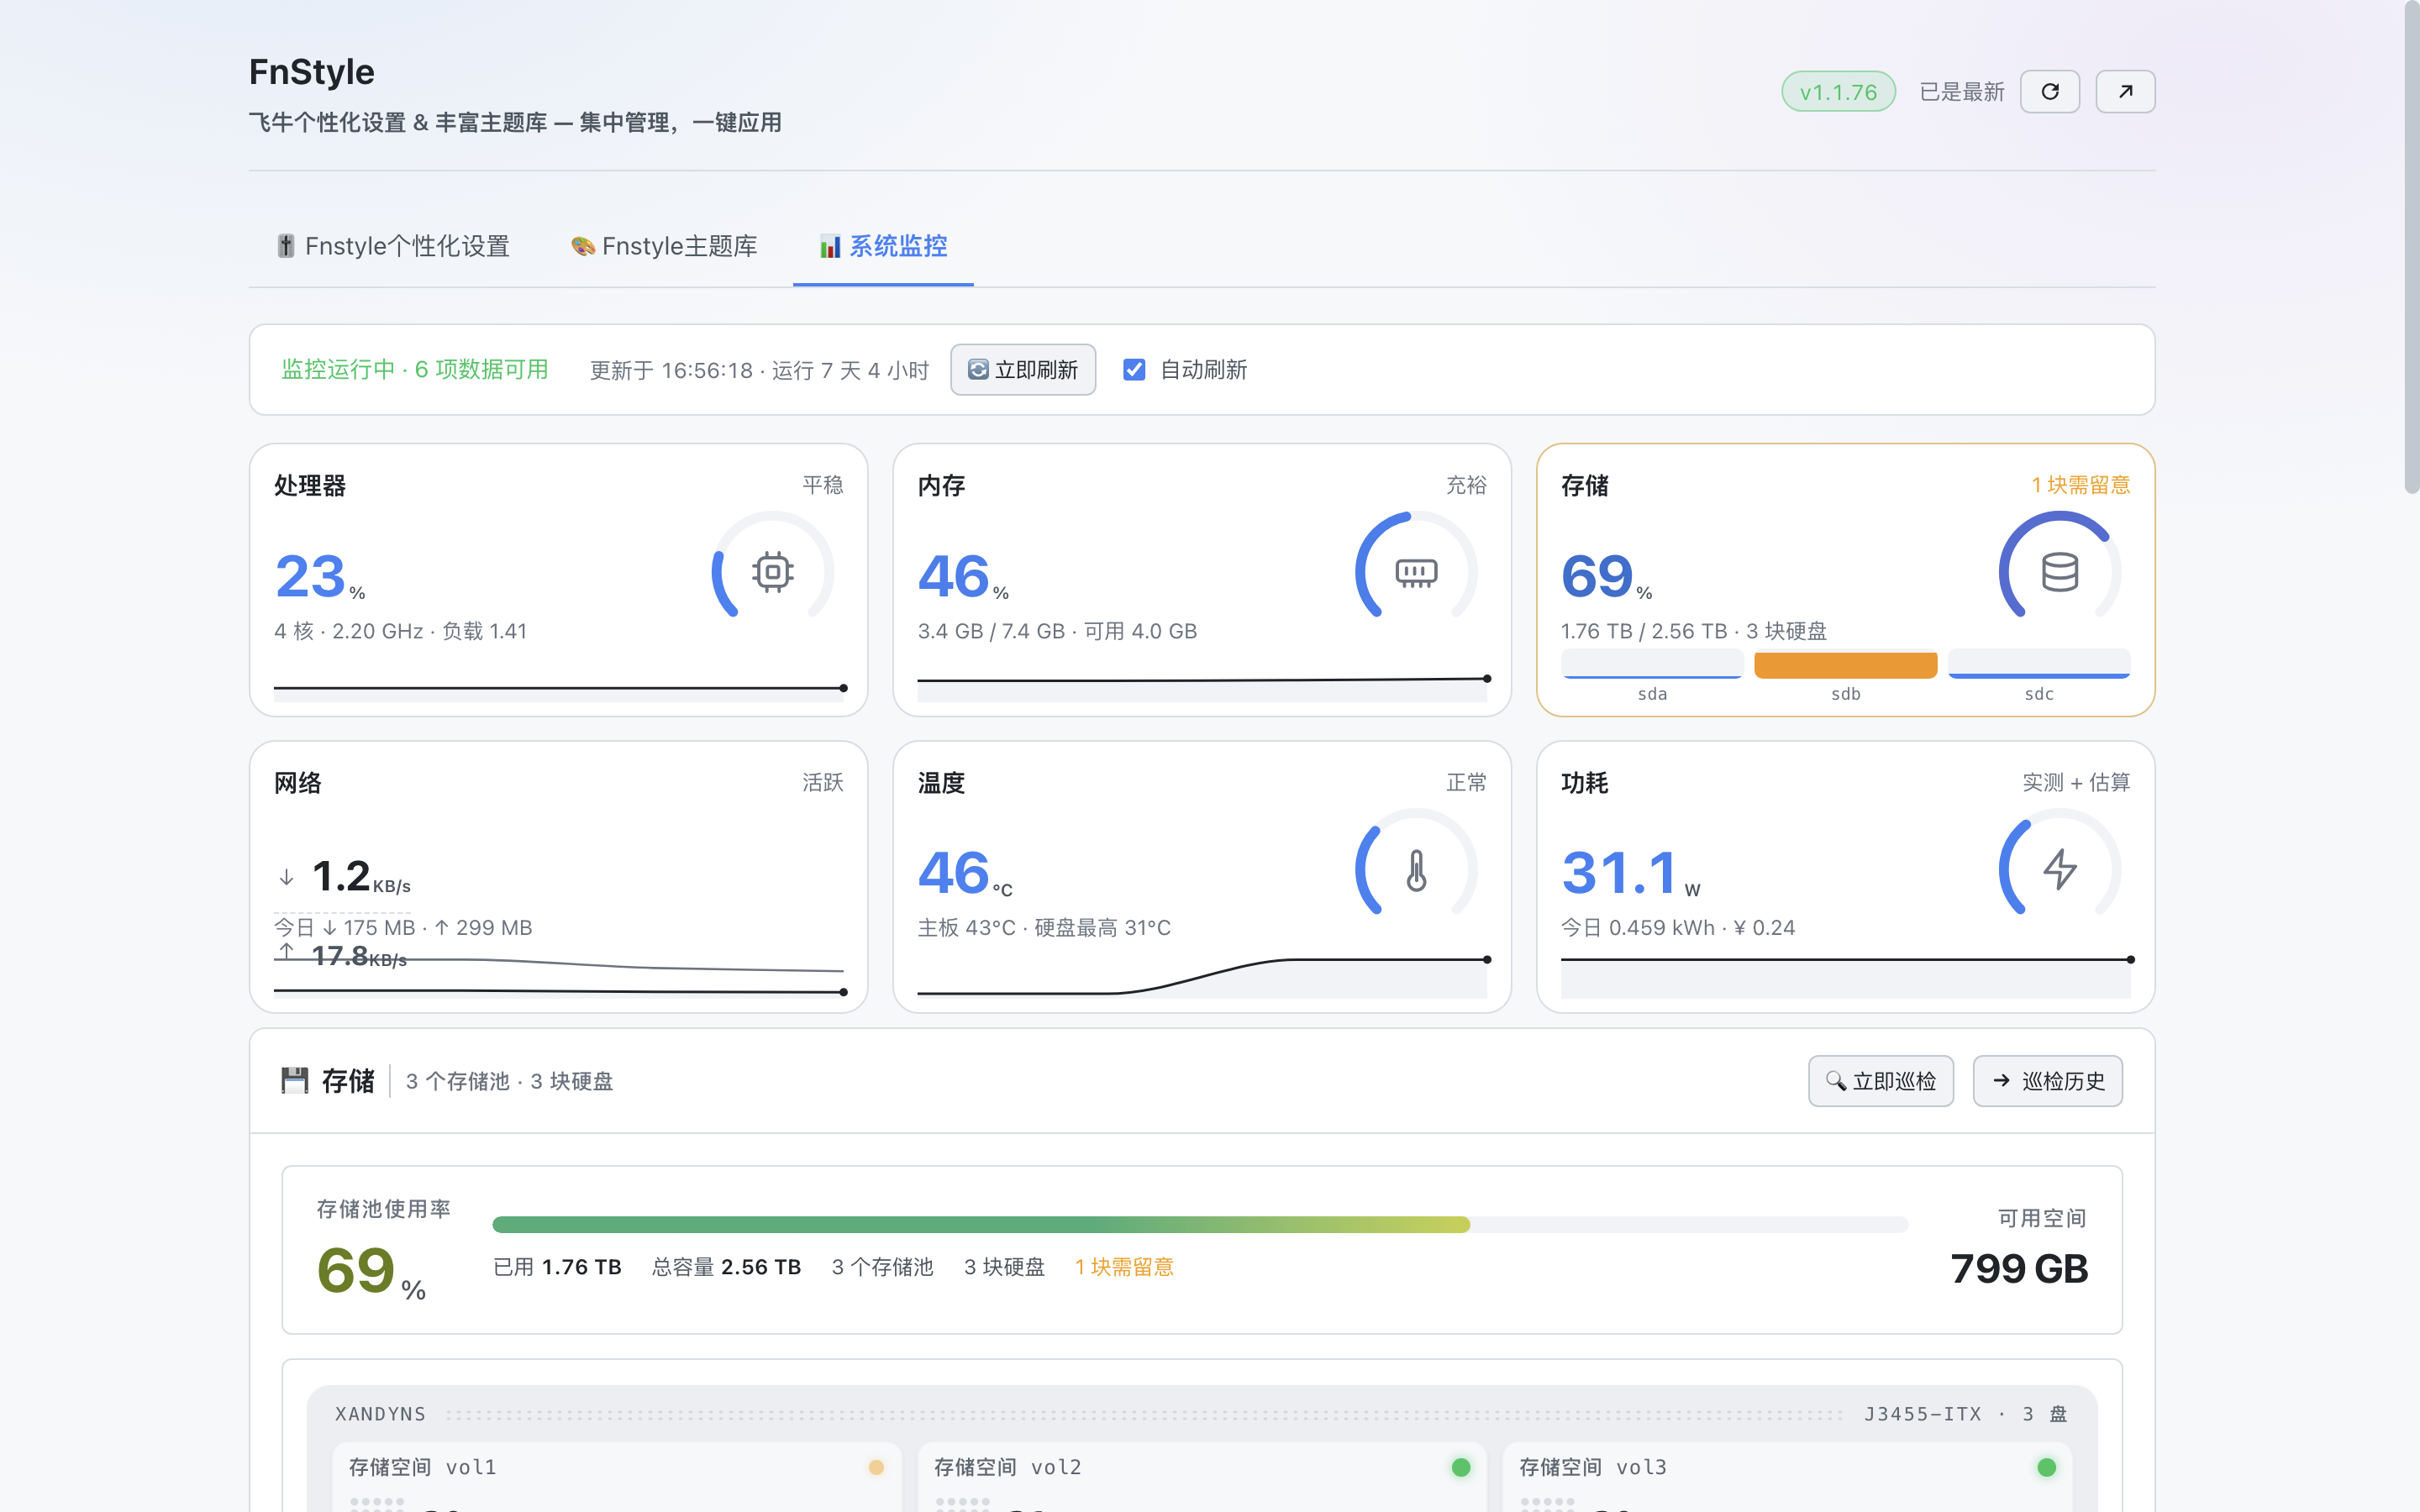 FnStyle
飞牛个性化设置 & 丰富主题库 — 集中管理，一键应用
v1.1.76 已是最新
Fnstyle个性化设置 Fnstyle主题库 系统监控
监控运行中 · 6 项数据可用 更新于 16:56:18 · 运行 7 天 4 小时 立即刷新 自动刷新
处理器 平稳
23%
4 核 · 2.20 GHz · 负载 1.41
内存 充裕
46%
3.4 GB / 7.4 GB · 可用 4.0 GB
存储 1 块需留意
69%
1.76 TB / 2.56 TB · 3 块硬盘
sda sdb sdc
网络 活跃
↓ 1.2KB/s
今日 ↓ 175 MB · ↑ 299 MB
↑ 17.8KB/s
温度 正常
46°C
主板 43°C · 硬盘最高 31°C
功耗 实测 + 估算
31.1 W
今日 0.459 kWh · ¥ 0.24
存储 3 个存储池 · 3 块硬盘 立即巡检 → 巡检历史
存储池使用率
69%
已用 1.76 TB 总容量 2.56 TB 3 个存储池 3 块硬盘 1 块需留意
可用空间
799 GB
XANDYNS J3455-ITX · 3 盘
存储空间 vol1 存储空间 vol2 存储空间 vol3